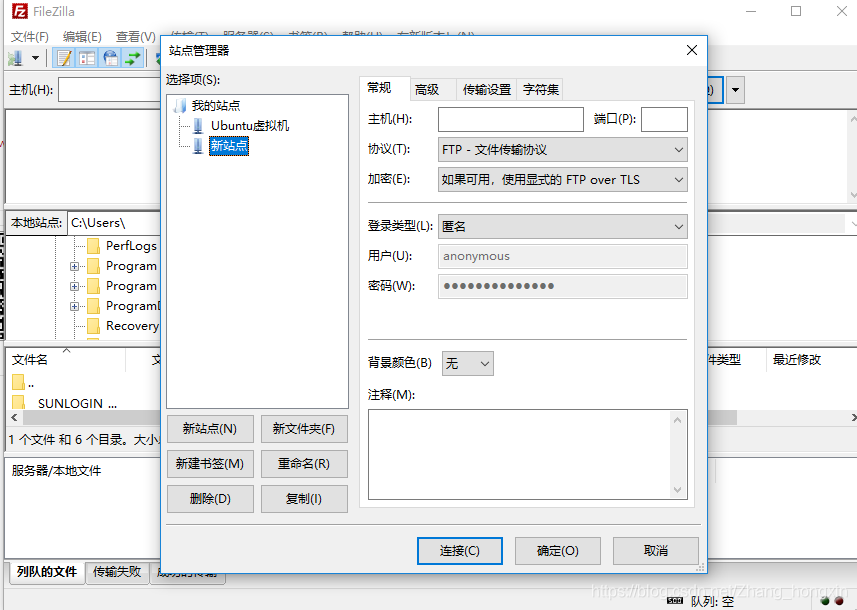 FileZilla
文件(F) 编辑(E) 查看(V)
站点管理器
选择项(S):
主机(H):
我的站点
Ubuntu虚拟机
新站点
常规 高级 传输设置 字符集
主机(H): 端口(P):
协议(T): FTP - 文件传输协议
加密(E): 如果可用，使用显式的 FTP over TLS
登录类型(L): 匿名
用户(U): anonymous
密码(W): ●●●●●●●●●●●●●●
背景颜色(B) 无
注释(M):
本地站点: C:\Users\
PerfLogs
Program
Program
ProgramD
Recovery
文件名
件类型 最近修改
..
SUNLOGIN ...
1 个文件 和 6 个目录。大小
服务器/本地文件
新站点(N) 新文件夹(F)
新建书签(M) 重命名(R)
删除(D) 复制(I)
连接(C) 确定(O) 取消
列队的文件 传输失败 成功的传输
队列: 空
https://blog.csdn.net/Zhang_hongxin